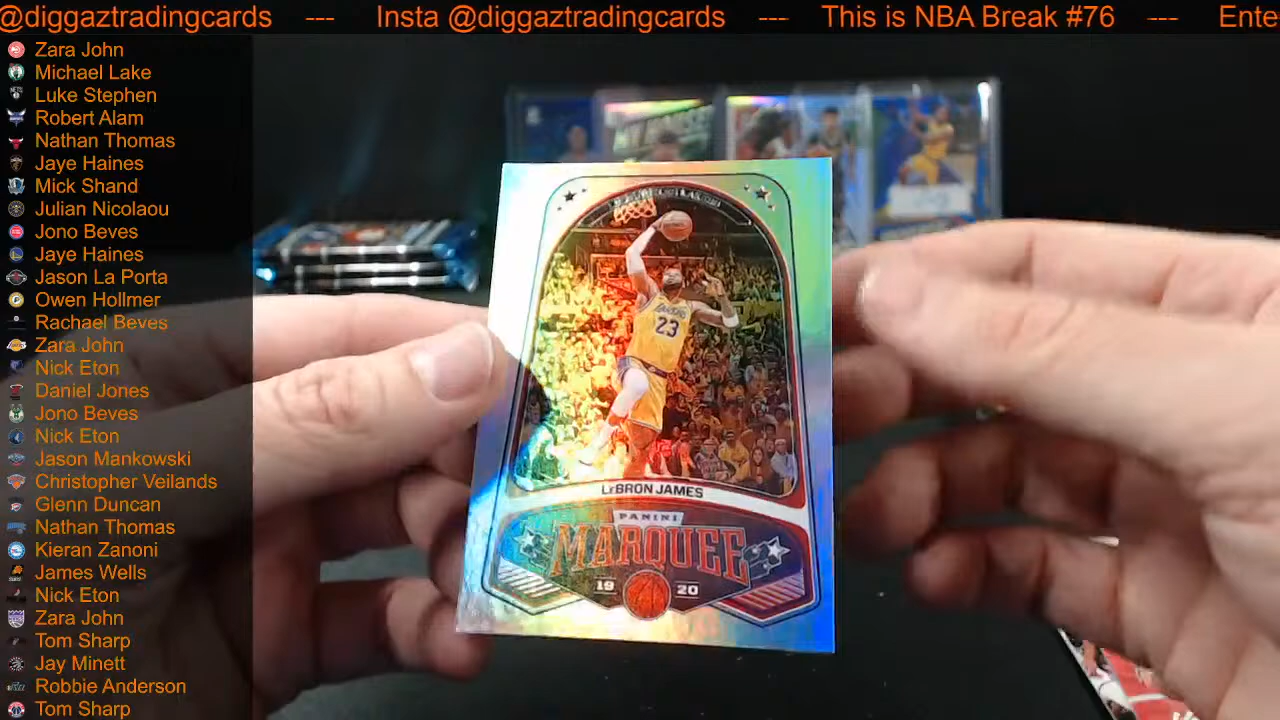 @diggaztradingcards --- Insta @diggaztradingcards --- This is NBA Break #76 --- Ente
Zara John
Michael Lake
Luke Stephen
Robert Alam
Nathan Thomas
Jaye Haines
Mick Shand
Julian Nicolaou
Jono Beves
Jaye Haines
Jason La Porta
Owen Hollmer
Rachael Beves
Zara John
Nick Eton
Daniel Jones
Jono Beves
Nick Eton
Jason Mankowski
Christopher Veilands
Glenn Duncan
Nathan Thomas
Kieran Zanoni
James Wells
Nick Eton
Zara John
Tom Sharp
Jay Minett
Robbie Anderson
Tom Sharp
LAKERS
23
LeBRON JAMES
PANINI
MARQUEE
19 20